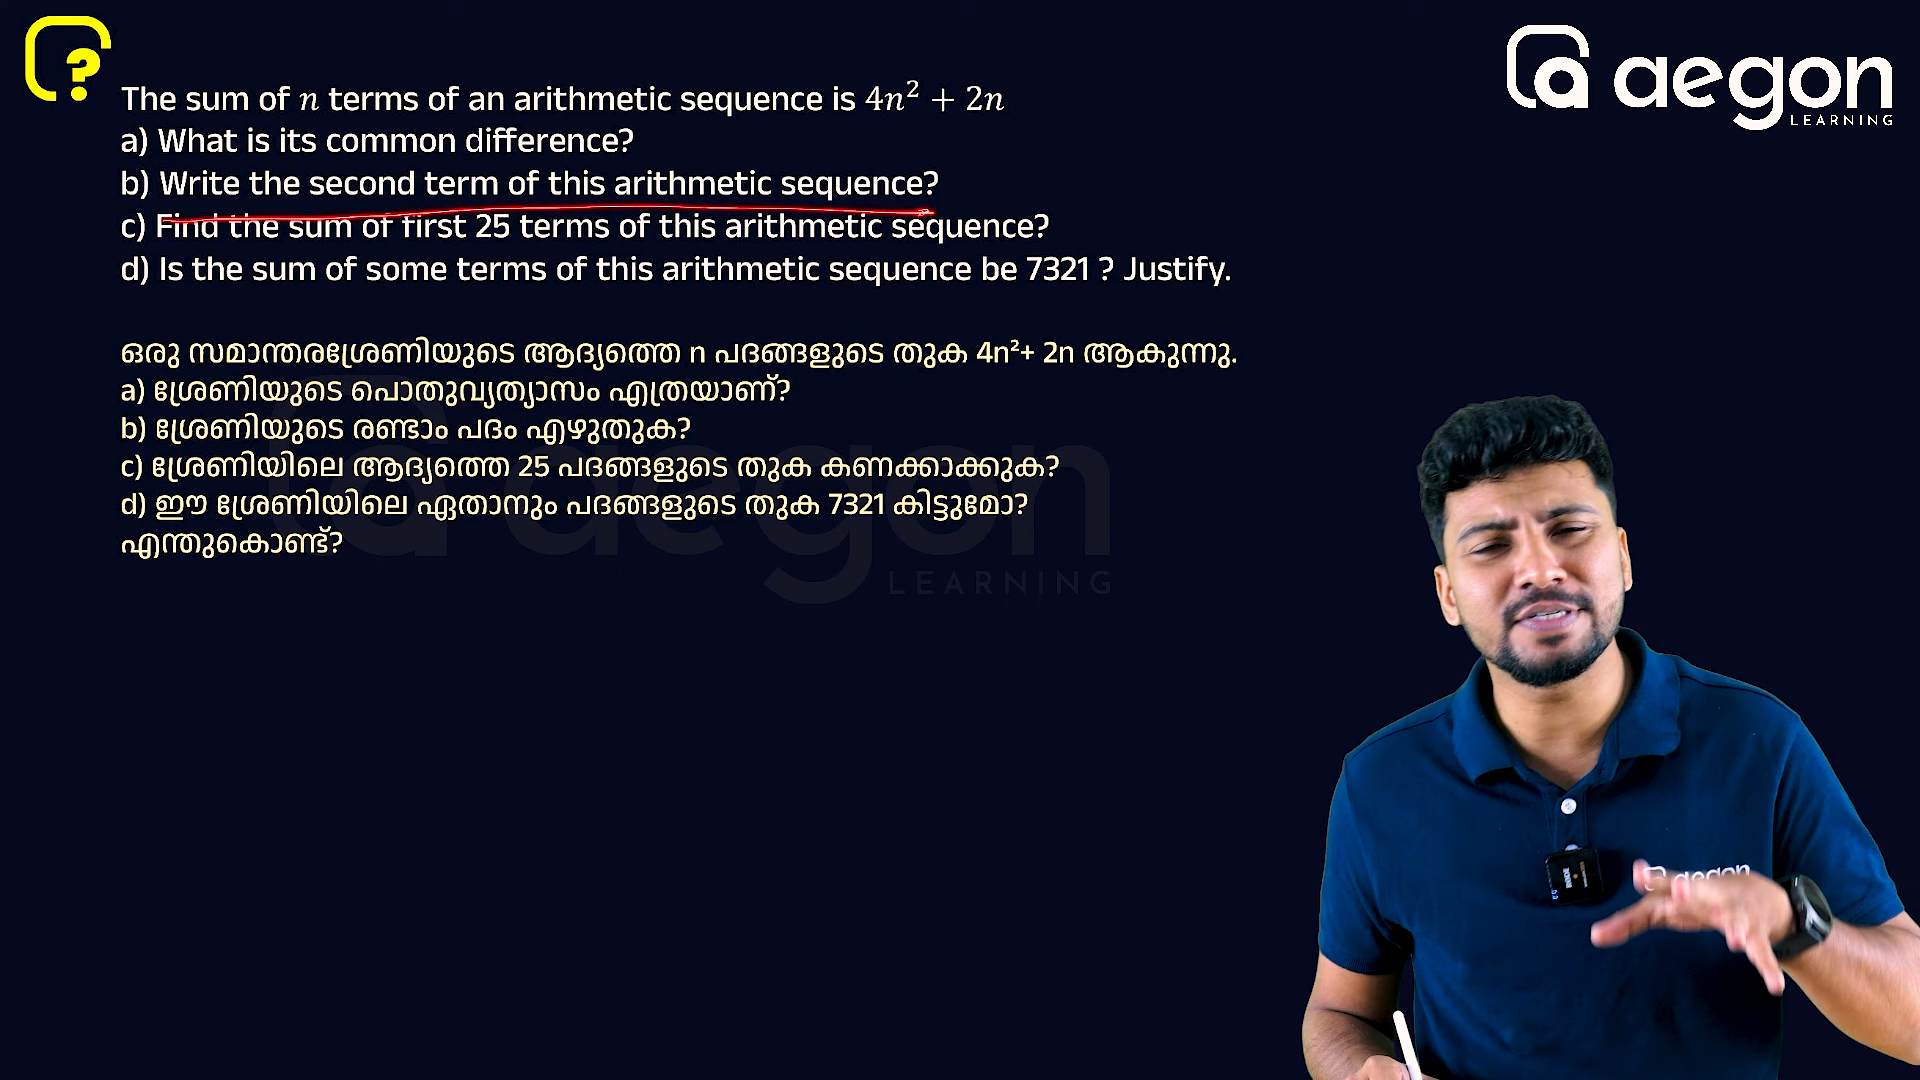 ?
aegon
LEARNING
The sum of n terms of an arithmetic sequence is 4n² + 2n
a) What is its common difference?
b) Write the second term of this arithmetic sequence?
c) Find the sum of first 25 terms of this arithmetic sequence?
d) Is the sum of some terms of this arithmetic sequence be 7321 ? Justify.
ഒരു സമാന്തരശ്രേണിയുടെ ആദ്യത്തെ n പദങ്ങളുടെ തുക 4n²+ 2n ആകുന്നു.
a) ശ്രേണിയുടെ പൊതുവ്യത്യാസം എത്രയാണ്?
b) ശ്രേണിയുടെ രണ്ടാം പദം എഴുതുക?
c) ശ്രേണിയിലെ ആദ്യത്തെ 25 പദങ്ങളുടെ തുക കണക്കാക്കുക?
d) ഈ ശ്രേണിയിലെ ഏതാനും പദങ്ങളുടെ തുക 7321 കിട്ടുമോ?
എന്തുകൊണ്ട്?
aegon
LEARNING
aegon